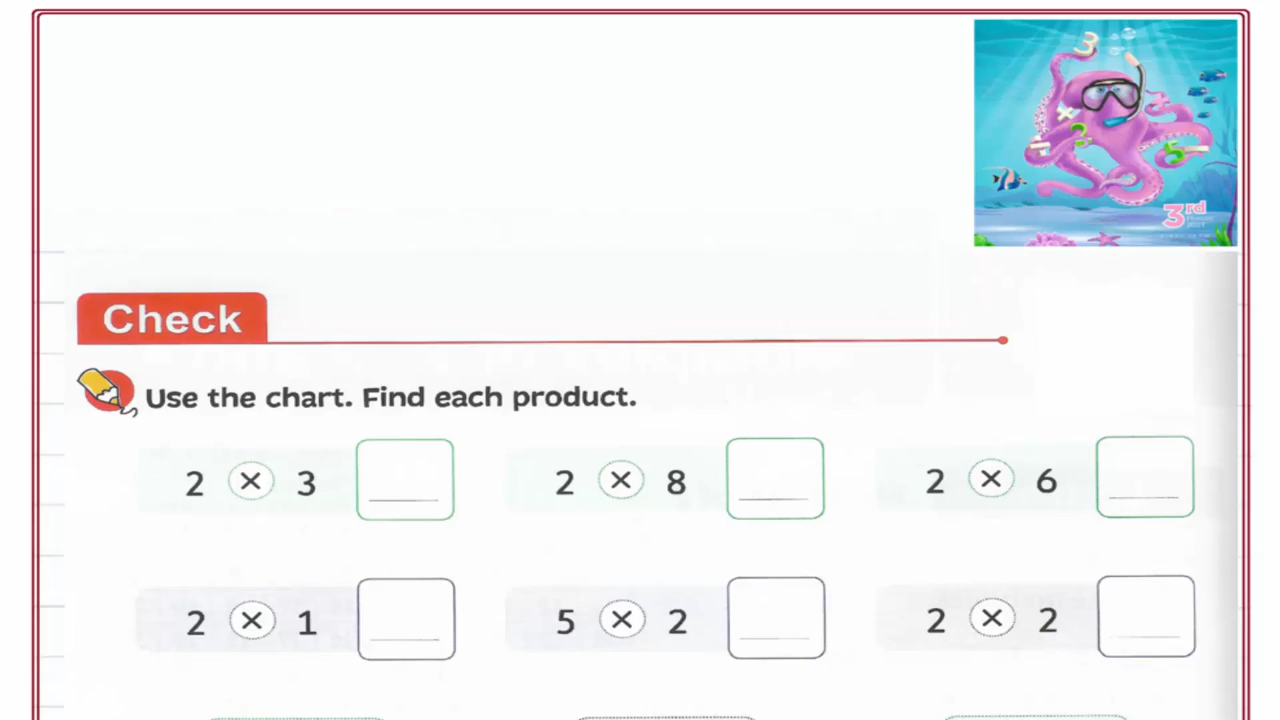 3rd
Check
Use the chart. Find each product.
2 × 3 2 × 8 2 × 6
2 × 1 5 × 2 2 × 2